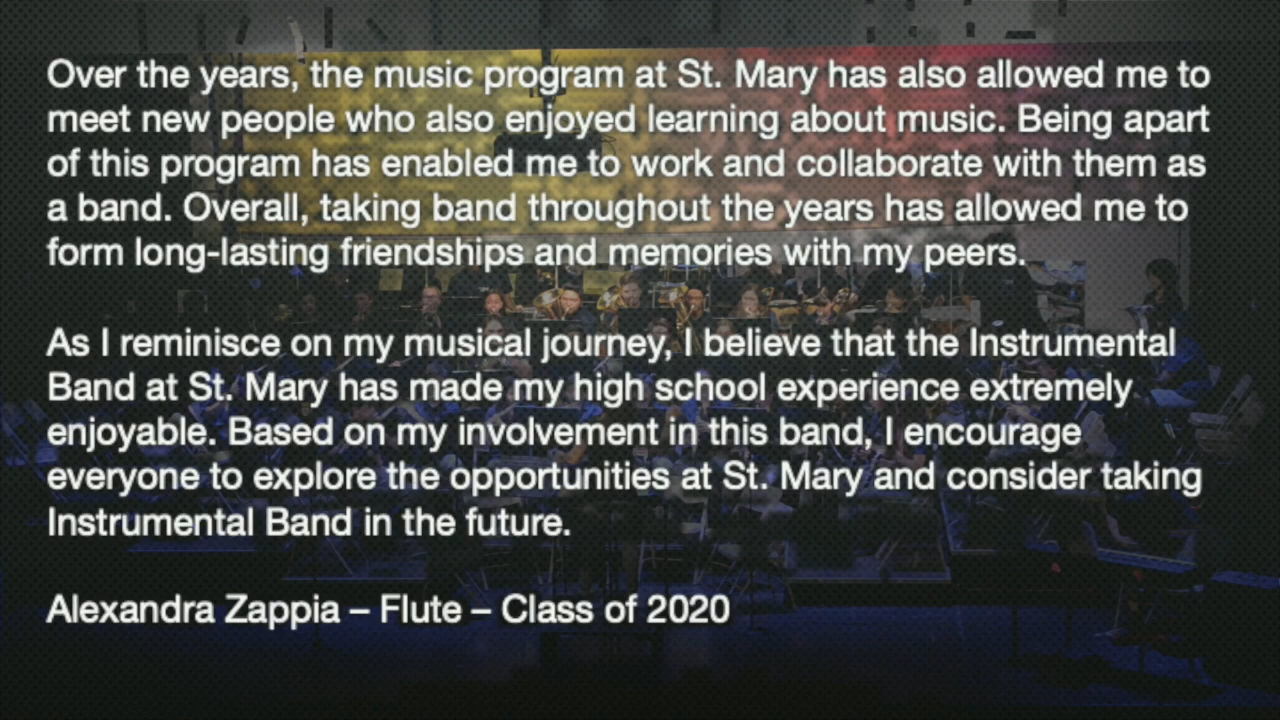 Over the years, the music program at St. Mary has also allowed me to
meet new people who also enjoyed learning about music. Being apart
of this program has enabled me to work and collaborate with them as
a band. Overall, taking band throughout the years has allowed me to
form long-lasting friendships and memories with my peers.
As I reminisce on my musical journey, I believe that the Instrumental
Band at St. Mary has made my high school experience extremely
enjoyable. Based on my involvement in this band, I encourage
everyone to explore the opportunities at St. Mary and consider taking
Instrumental Band in the future.
Alexandra Zappia – Flute – Class of 2020